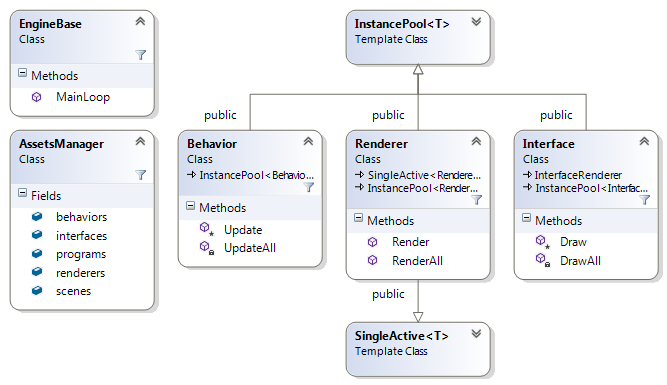 EngineBase
Class
Methods
MainLoop
InstancePool<T>
Template Class
public
public
public
AssetsManager
Class
Fields
behaviors
interfaces
programs
renderers
scenes
Behavior
Class
InstancePool<Behavio...
Methods
Update
UpdateAll
Renderer
Class
SingleActive<Rendere...
InstancePool<Render...
Methods
Render
RenderAll
Interface
Class
InterfaceRenderer
InstancePool<Interfac...
Methods
Draw
DrawAll
public
SingleActive<T>
Template Class